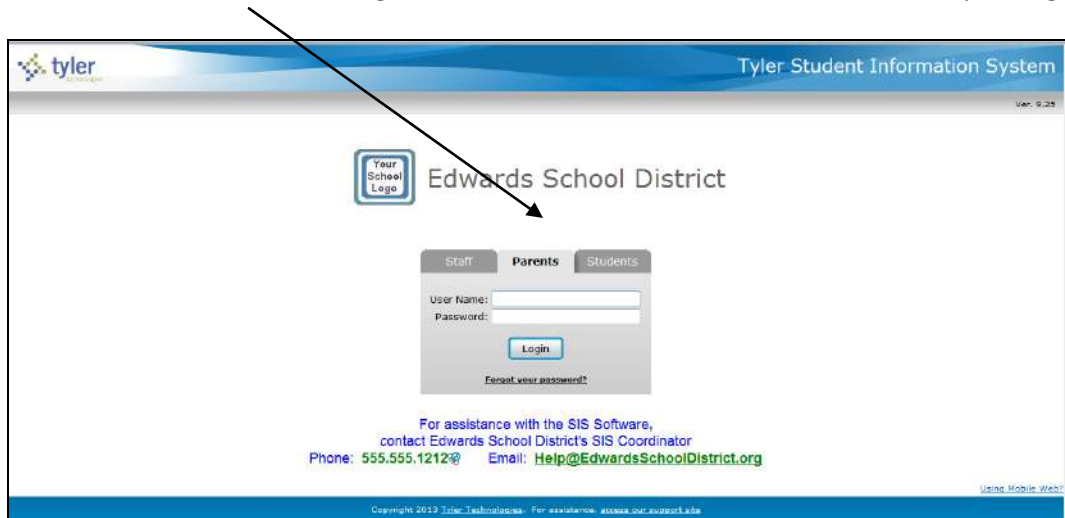 tyler
Tyler Student Information System
Ver. 9.25
Your
School
Logo
Edwards School District
Staff Parents Students
User Name:
Password:
Login
Forgot your password?
For assistance with the SIS Software,
contact Edwards School District's SIS Coordinator
Phone: 555.555.1212 Email: Help@EdwardsSchoolDistrict.org
Using Mobile Web?
Copyright 2013 Tyler Technologies. For assistance, access our support site